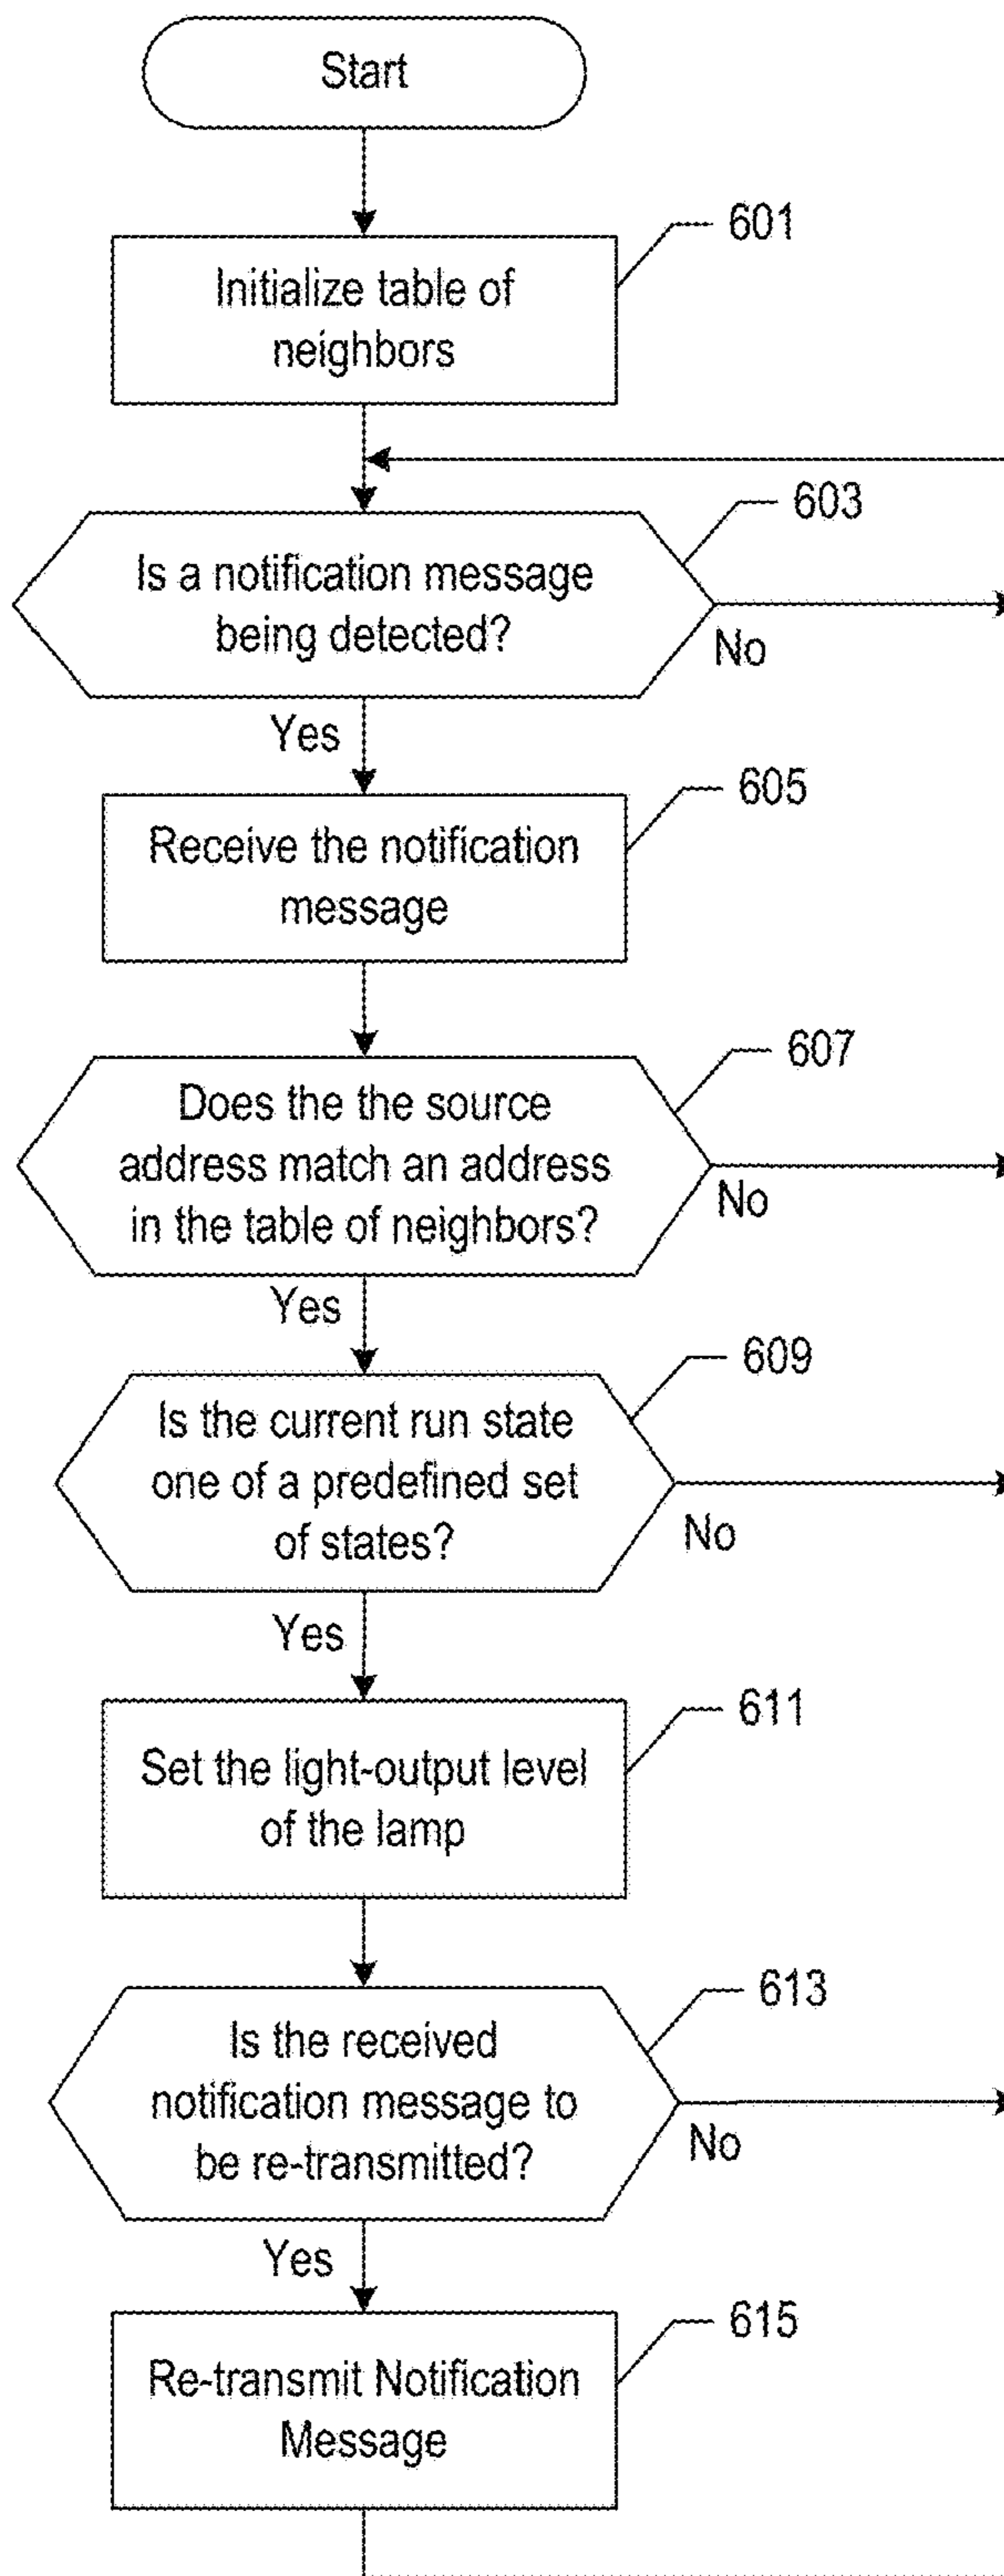 Start
601
Initialize table of
neighbors
603
Is a notification message
being detected?
No
Yes
605
Receive the notification
message
607
Does the the source
address match an address
in the table of neighbors?
No
Yes
609
Is the current run state
one of a predefined set
of states?
No
Yes
611
Set the light-output level
of the lamp
613
Is the received
notification message to
be re-transmitted?
No
Yes
615
Re-transmit Notification
Message